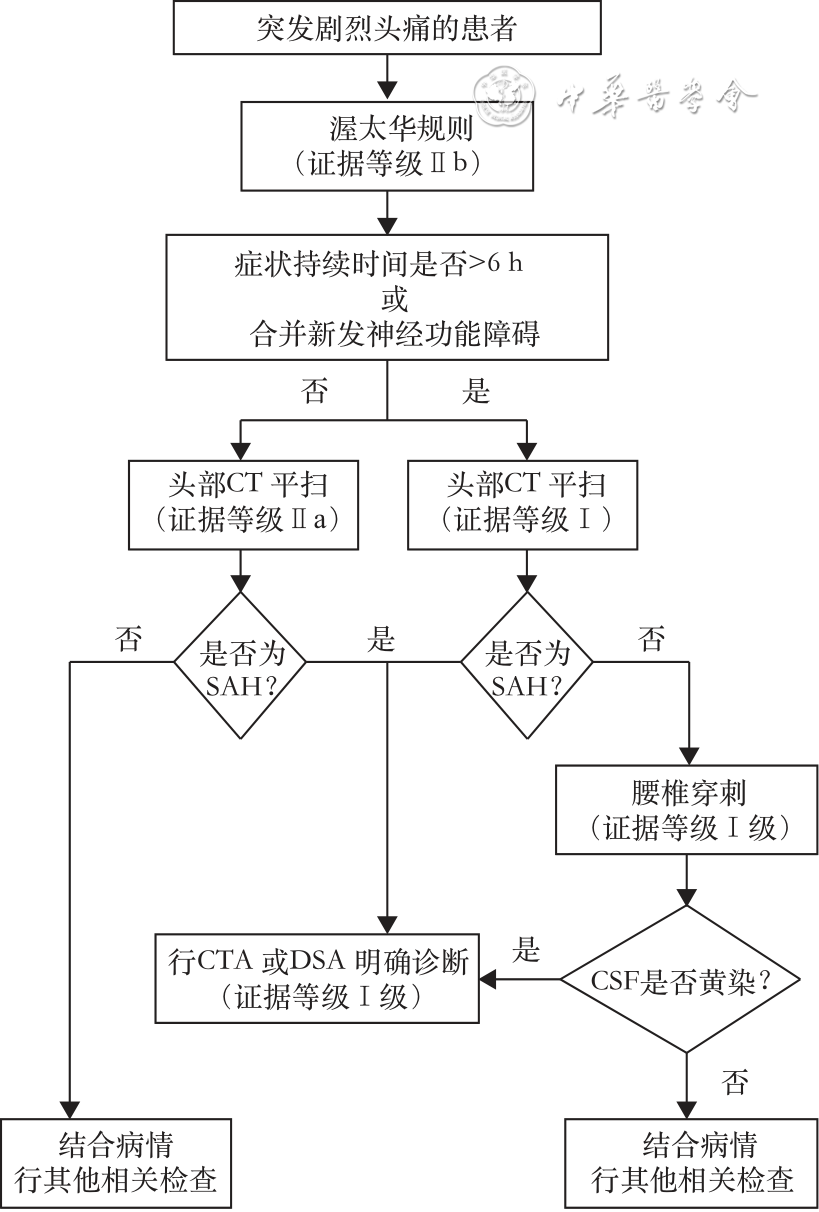 突发剧烈头痛的患者
中华医学会
渥太华规则
（证据等级Ⅱb）
症状持续时间是否>6 h
或
合并新发神经功能障碍
否
是
头部CT 平扫
（证据等级Ⅱa）
头部CT 平扫
（证据等级Ⅰ）
否
是否为
SAH？
是
是否为
SAH？
否
腰椎穿刺
（证据等级Ⅰ级）
行CTA 或DSA 明确诊断
（证据等级Ⅰ级）
是
CSF是否黄染？
否
结合病情
行其他相关检查
结合病情
行其他相关检查